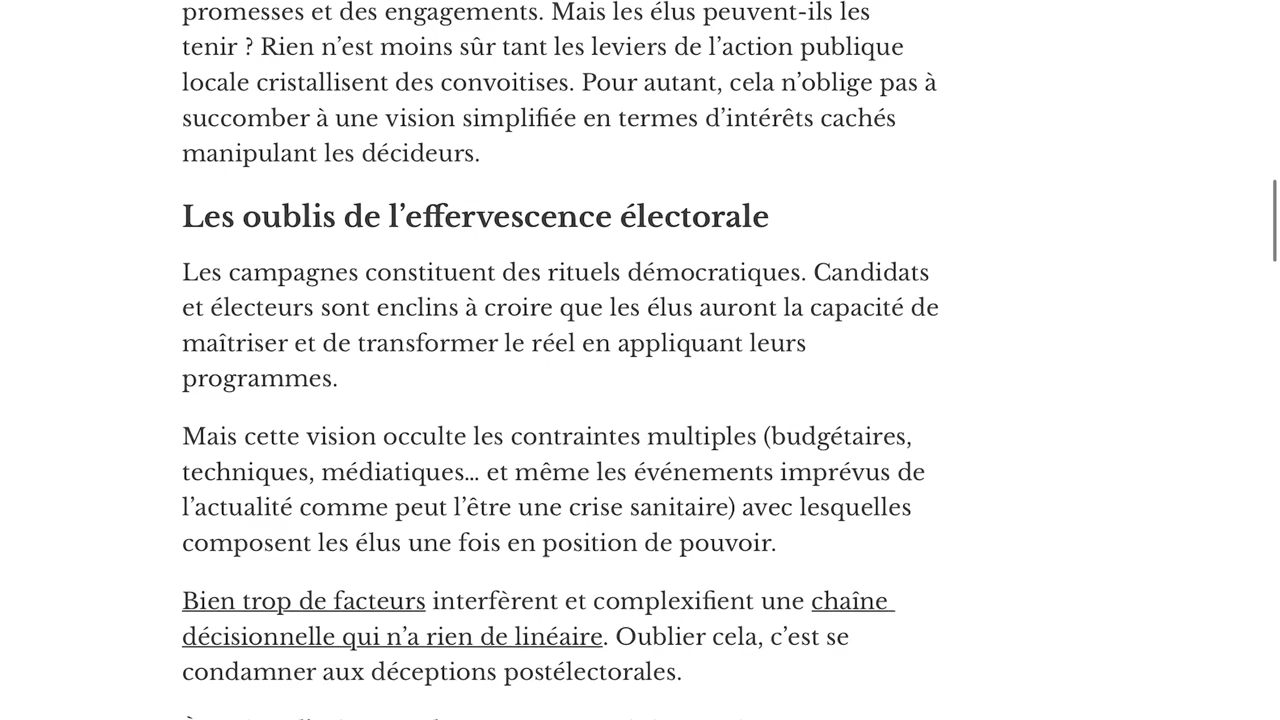 promesses et des engagements. Mais les élus peuvent-ils les
tenir ? Rien n’est moins sûr tant les leviers de l’action publique
locale cristallisent des convoitises. Pour autant, cela n’oblige pas à
succomber à une vision simplifiée en termes d’intérêts cachés
manipulant les décideurs.
Les oublis de l’effervescence électorale
Les campagnes constituent des rituels démocratiques. Candidats
et électeurs sont enclins à croire que les élus auront la capacité de
maîtriser et de transformer le réel en appliquant leurs
programmes.
Mais cette vision occulte les contraintes multiples (budgétaires,
techniques, médiatiques… et même les événements imprévus de
l’actualité comme peut l’être une crise sanitaire) avec lesquelles
composent les élus une fois en position de pouvoir.
Bien trop de facteurs interfèrent et complexifient une chaîne
décisionnelle qui n’a rien de linéaire. Oublier cela, c’est se
condamner aux déceptions postélectorales.